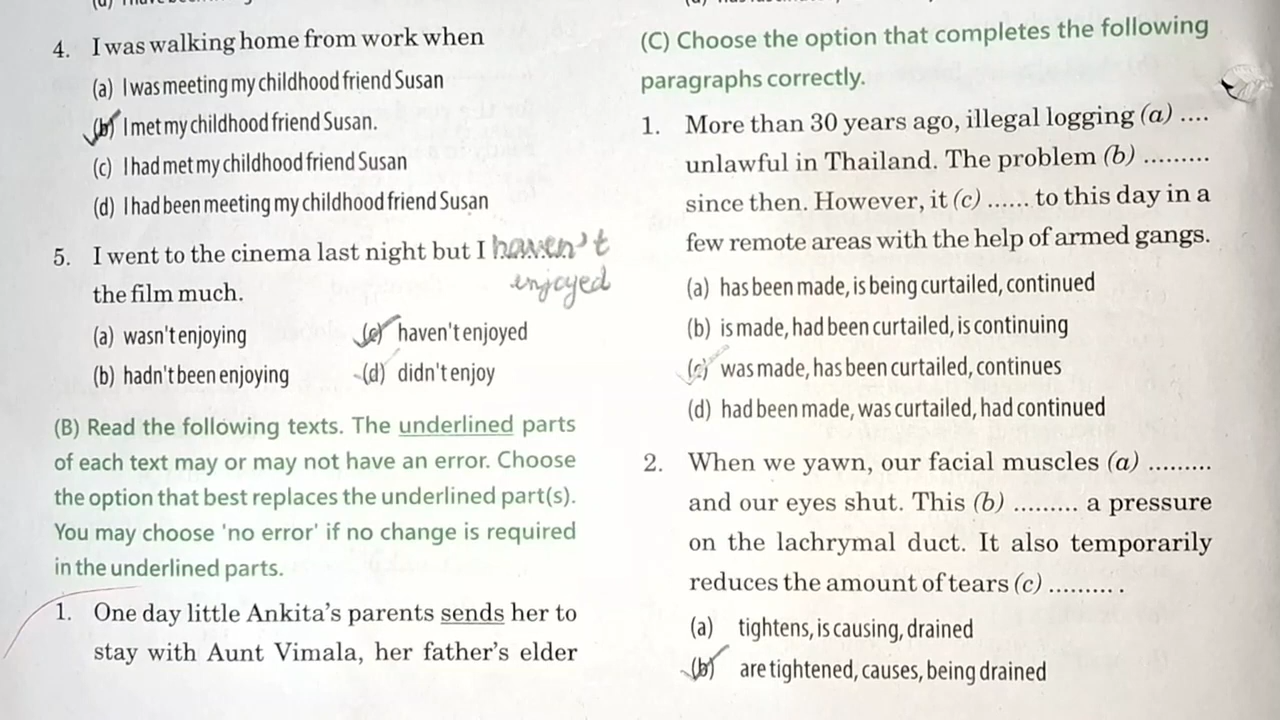 4. I was walking home from work when
(a) I was meeting my childhood friend Susan
(b) I met my childhood friend Susan.
(c) I had met my childhood friend Susan
(d) I had been meeting my childhood friend Susan
5. I went to the cinema last night but I haven't
enjoyed
the film much.
(a) wasn't enjoying (c) haven't enjoyed
(b) hadn't been enjoying (d) didn't enjoy
(B) Read the following texts. The underlined parts
of each text may or may not have an error. Choose
the option that best replaces the underlined part(s).
You may choose 'no error' if no change is required
in the underlined parts.
1. One day little Ankita's parents sends her to
stay with Aunt Vimala, her father's elder
(C) Choose the option that completes the following
paragraphs correctly.
1. More than 30 years ago, illegal logging (a) ....
unlawful in Thailand. The problem (b) .........
since then. However, it (c) ...... to this day in a
few remote areas with the help of armed gangs.
(a) has been made, is being curtailed, continued
(b) is made, had been curtailed, is continuing
(c) was made, has been curtailed, continues
(d) had been made, was curtailed, had continued
2. When we yawn, our facial muscles (a) .........
and our eyes shut. This (b) ......... a pressure
on the lachrymal duct. It also temporarily
reduces the amount of tears (c) ......... .
(a) tightens, is causing, drained
(b) are tightened, causes, being drained